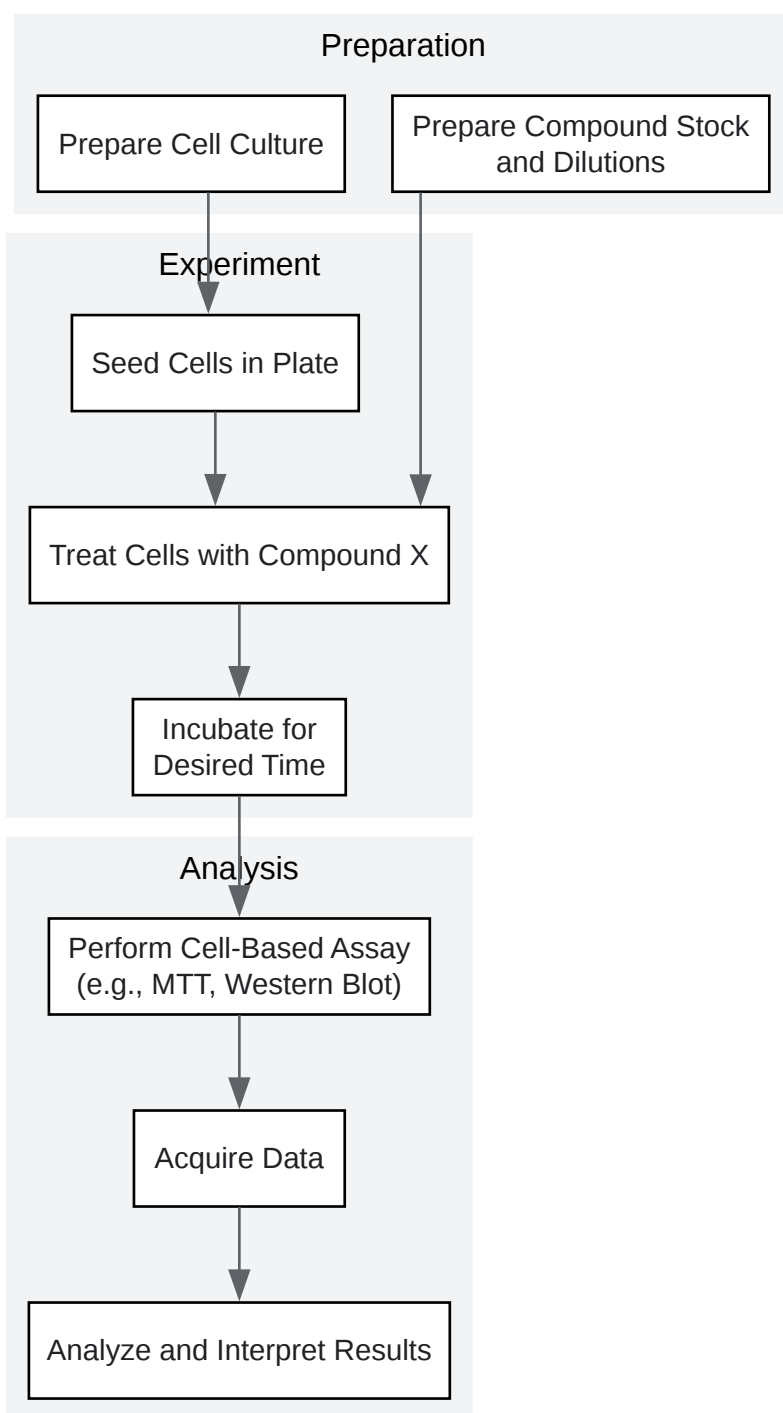 Preparation
Prepare Cell Culture
Prepare Compound Stock
and Dilutions
Experiment
Seed Cells in Plate
Treat Cells with Compound X
Incubate for
Desired Time
Analysis
Perform Cell-Based Assay
(e.g., MTT, Western Blot)
Acquire Data
Analyze and Interpret Results